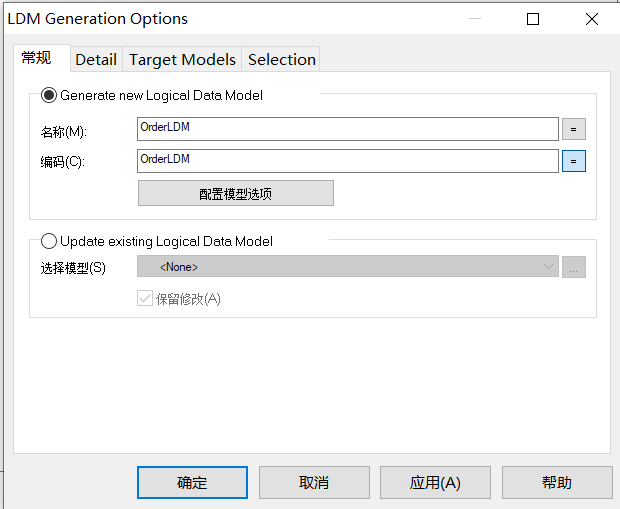 LDM Generation Options
常规 Detail Target Models Selection
Generate new Logical Data Model
名称(M): OrderLDM =
编码(C): OrderLDM =
配置模型选项
Update existing Logical Data Model
选择模型(S) <None> ...
保留修改(A)
确定 取消 应用(A) 帮助